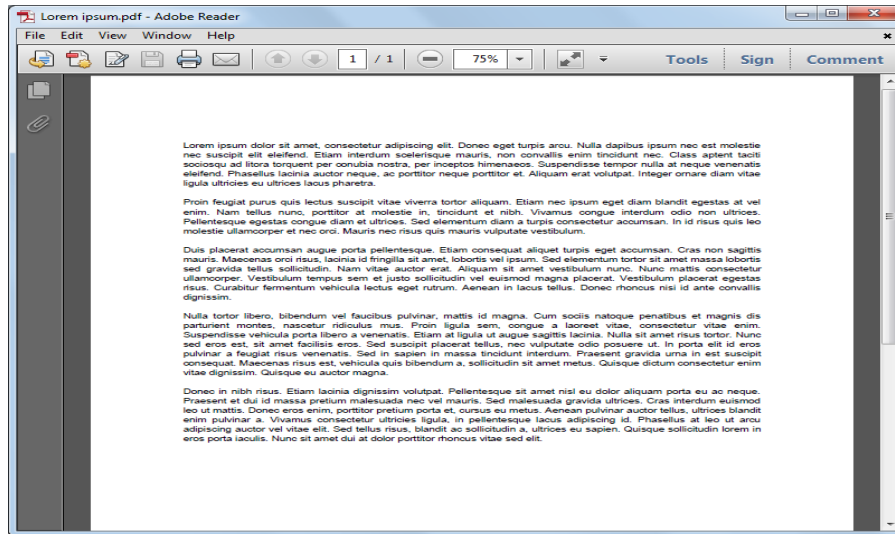 Lorem ipsum.pdf - Adobe Reader
File Edit View Window Help
1 / 1 75% Tools Sign Comment
Lorem ipsum dolor sit amet, consectetur adipiscing elit. Donec eget turpis arcu. Nulla dapibus ipsum nec est molestie
nec suscipit elit eleifend. Etiam interdum scelerisque mauris, non convallis enim tincidunt nec. Class aptent taciti
sociosqu ad litora torquent per conubia nostra, per inceptos himenaeos. Suspendisse tempor nulla at neque venenatis
eleifend. Phasellus lacinia auctor neque, ac porttitor neque porttitor et. Aliquam erat volutpat. Integer ornare diam vitae
ligula ultricies eu ultrices lacus pharetra.
Proin feugiat purus quis lectus suscipit vitae viverra tortor aliquam. Etiam nec ipsum eget diam blandit egestas at vel
enim. Nam tellus nunc, porttitor at molestie in, tincidunt et nibh. Vivamus congue interdum odio non ultrices.
Pellentesque egestas congue diam et ultrices. Sed elementum diam a turpis consectetur accumsan. In id risus quis leo
molestie ullamcorper et nec orci. Mauris nec risus quis mauris vulputate vestibulum.
Duis placerat accumsan augue porta pellentesque. Etiam consequat aliquet turpis eget accumsan. Cras non sagittis
mauris. Maecenas orci risus, lacinia id fringilla sit amet, lobortis vel ipsum. Sed elementum tortor sit amet massa lobortis
sed gravida tellus sollicitudin. Nam vitae auctor erat. Aliquam sit amet vestibulum nunc. Nunc mattis consectetur
ullamcorper. Vestibulum tempus sem et justo sollicitudin vel euismod magna placerat. Vestibulum placerat egestas
risus. Curabitur fermentum vehicula lectus eget rutrum. Aenean in lacus tellus. Donec rhoncus nisi id ante convallis
dignissim.
Nulla tortor libero, bibendum vel faucibus pulvinar, mattis id magna. Cum sociis natoque penatibus et magnis dis
parturient montes, nascetur ridiculus mus. Proin ligula sem, congue a laoreet vitae, consectetur vitae enim.
Suspendisse vehicula porta libero a venenatis. Etiam at ligula ut augue sagittis lacinia. Nulla sit amet risus tortor. Nunc
sed eros est, sit amet facilisis eros. Sed suscipit placerat tellus, nec vulputate odio posuere ut. In porta elit id eros
pulvinar a feugiat risus venenatis. Sed in sapien in massa tincidunt interdum. Praesent gravida urna in est suscipit
consequat. Maecenas risus est, vehicula quis bibendum a, sollicitudin sit amet metus. Quisque dictum consectetur enim
vitae dignissim. Quisque eu auctor magna.
Donec in nibh risus. Etiam lacinia dignissim volutpat. Pellentesque sit amet nisl eu dolor aliquam porta eu ac neque.
Praesent et dui id massa pretium malesuada nec vel mauris. Sed malesuada gravida ultrices. Cras interdum euismod
leo ut mattis. Donec eros enim, porttitor pretium porta et, cursus eu metus. Aenean pulvinar auctor tellus, ultrices blandit
enim pulvinar a. Vivamus consectetur ultricies ligula, in pellentesque lacus adipiscing id. Phasellus at leo ut arcu
adipiscing auctor vel vitae elit. Sed tellus risus, blandit ac sollicitudin a, ultrices eu sapien. Quisque sollicitudin lorem in
eros porta iaculis. Nunc sit amet dui at dolor porttitor rhoncus vitae sed elit.